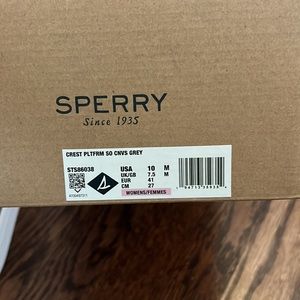 SPERRY
Since 1935
CREST PLTFRM SO CNVS GREY
STS86038
USA 10 M
UK/GB 7.5 M
EUR 41
CM 27
WOMENS/FEMMES